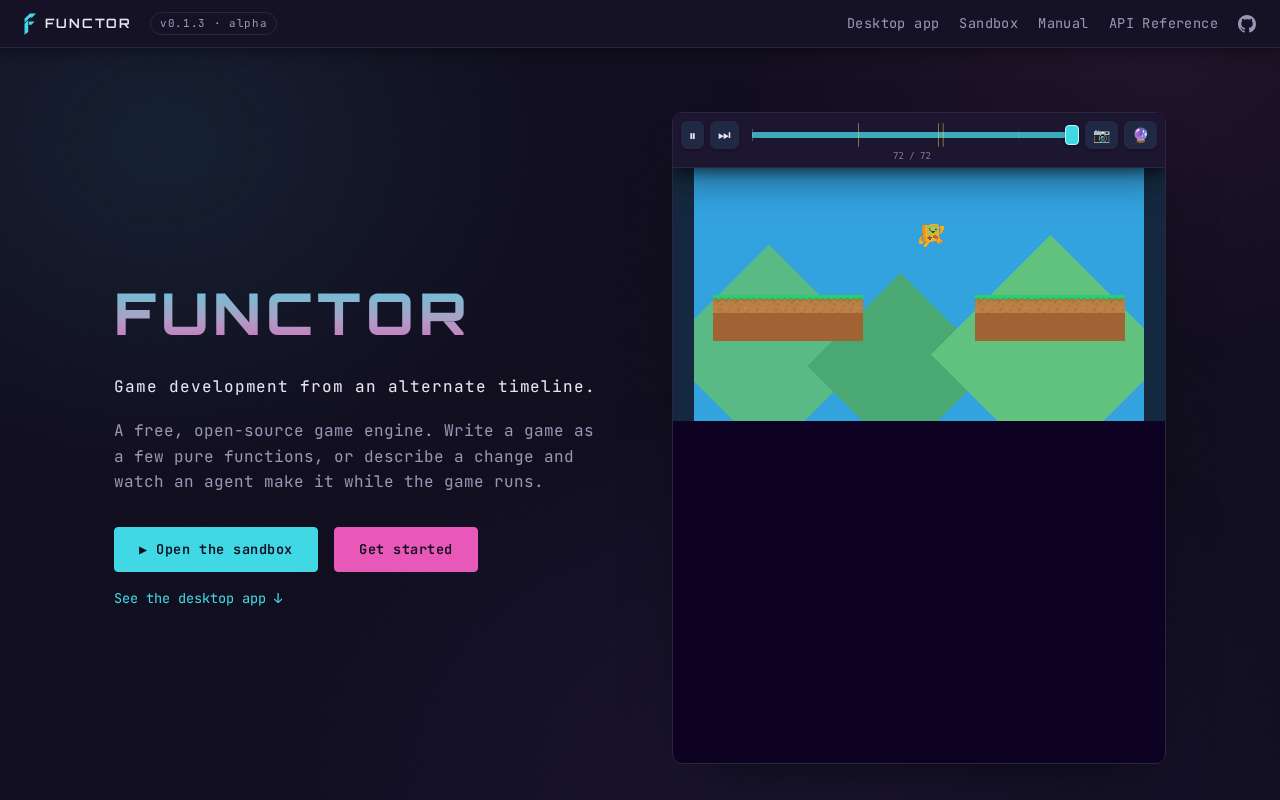 FUNCTOR
v0.1.3 · alpha
Desktop app
Sandbox
Manual
API Reference
72 / 72
FUNCTOR
Game development from an alternate timeline.
A free, open-source game engine. Write a game as
a few pure functions, or describe a change and
watch an agent make it while the game runs.
▶ Open the sandbox
Get started
See the desktop app ↓